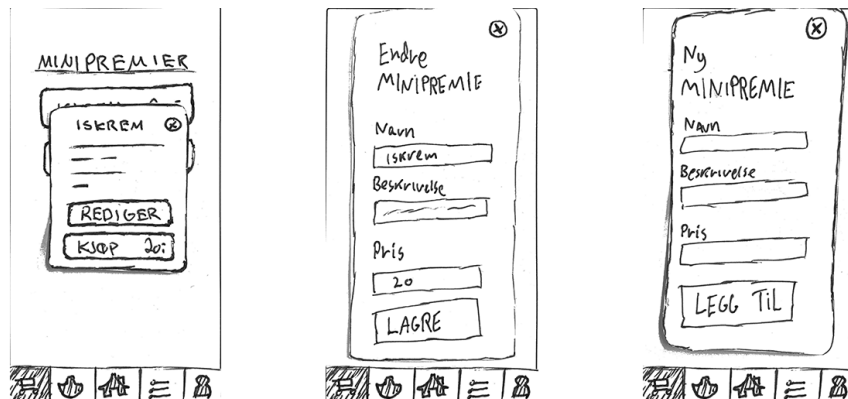 MINIPREMIER
ISKREM
REDIGER
KJØP 20:
Endre
MINIPREMIE
Navn
iskrem
Beskrivelse
Pris
20
LAGRE
Ny
MINIPREMIE
Navn
Beskrivelse
Pris
LEGG TiL